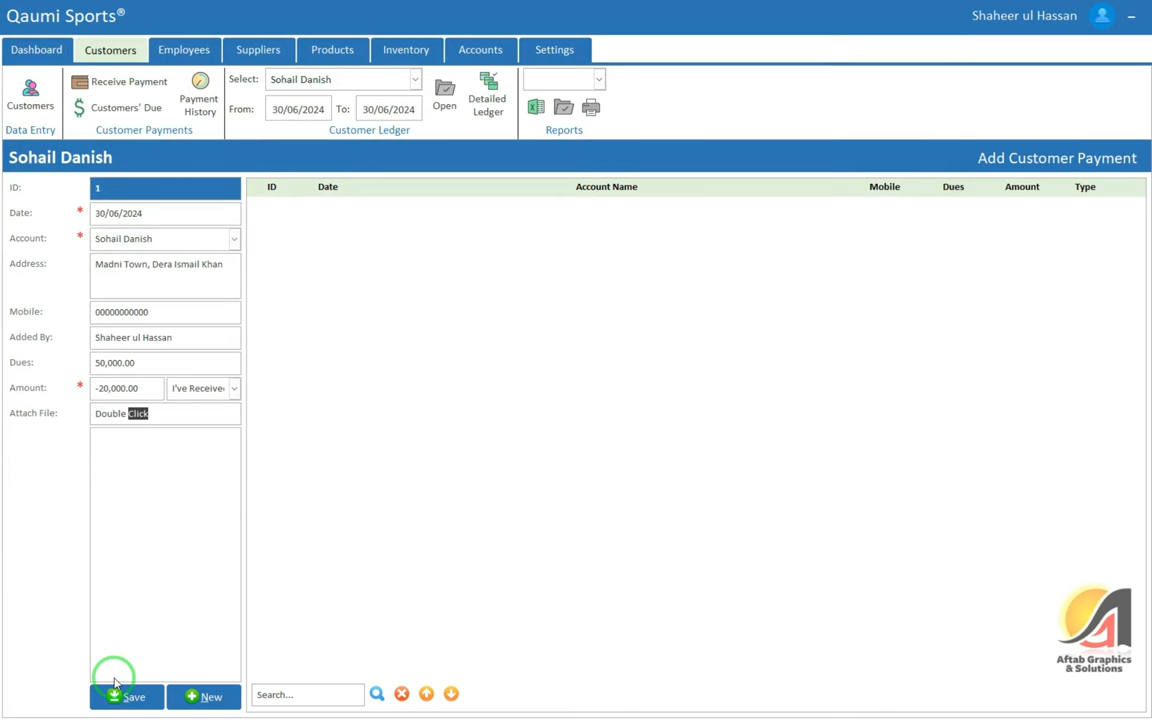 Qaumi Sports®
Shaheer ul Hassan
Dashboard Customers Employees Suppliers Products Inventory Accounts Settings
Customers
Data Entry
Receive Payment
Customers' Due
Payment
History
Customer Payments
Select: Sohail Danish
From: 30/06/2024 To: 30/06/2024
Open
Detailed
Ledger
Customer Ledger
Reports
Sohail Danish
Add Customer Payment
ID: 1
Date: * 30/06/2024
Account: * Sohail Danish
Address: Madni Town, Dera Ismail Khan
Mobile: 00000000000
Added By: Shaheer ul Hassan
Dues: 50,000.00
Amount: * -20,000.00 I've Receive
Attach File: Double Click
Save New
ID Date Account Name Mobile Dues Amount Type
Search...
Aftab Graphics
& Solutions